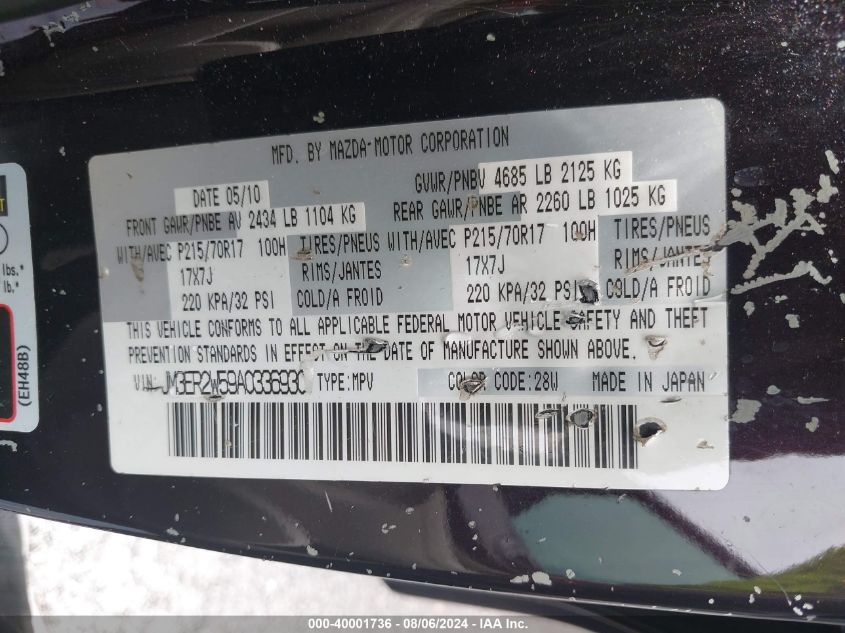 MFD. BY MAZDA-MOTOR CORPORATION
DATE 05/10
GVWR/PNBV 4685 LB 2125 KG
FRONT GAWR/PNBE AV 2434 LB 1104 KG
REAR GAWR/PNBE AR 2260 LB 1025 KG
WITH/AVEC P215/70R17 100H TIRES/PNEUS WITH/AVEC P215/70R17 100H TIRES/PNEUS
17X7J RIMS/JANTES 17X7J RIMS/JANTES
220 KPA/32 PSI COLD/A FROID 220 KPA/32 PSI COLD/A FROID
THIS VEHICLE CONFORMS TO ALL APPLICABLE FEDERAL MOTOR VEHICLE SAFETY AND THEFT
PREVENTION STANDARDS IN EFFECT ON THE DATE OF MANUFACTURE SHOWN ABOVE.
VIN: JM3ER2W59A0336930 TYPE:MPV COLOR CODE:28W MADE IN JAPAN
lbs.*
lb.*
(EH48B)
000-40001736 - 08/06/2024 - IAA Inc.